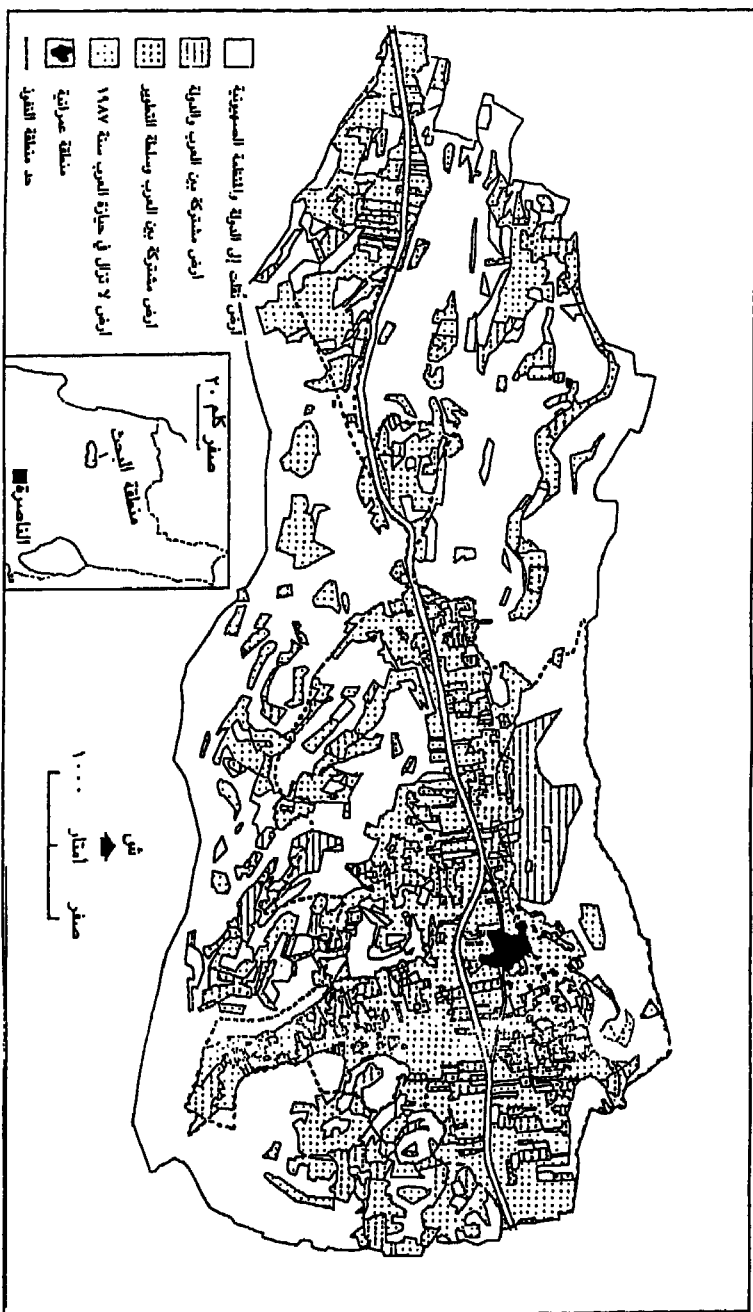 أرض نُقلت إلى الدولة والمنظمة الصهيونية
أرض مشتركة بين العرب والدولة
أرض مشتركة بين العرب وسلطة التطوير
أرض لا تزال في حيازة العرب سنة ١٩٨٧
منطقة عمرانية
حد منطقة النفوذ
صفر كم ٢٠
منطقة البحث
الناصرة
ش
١٠٠٠ أمتار صفر